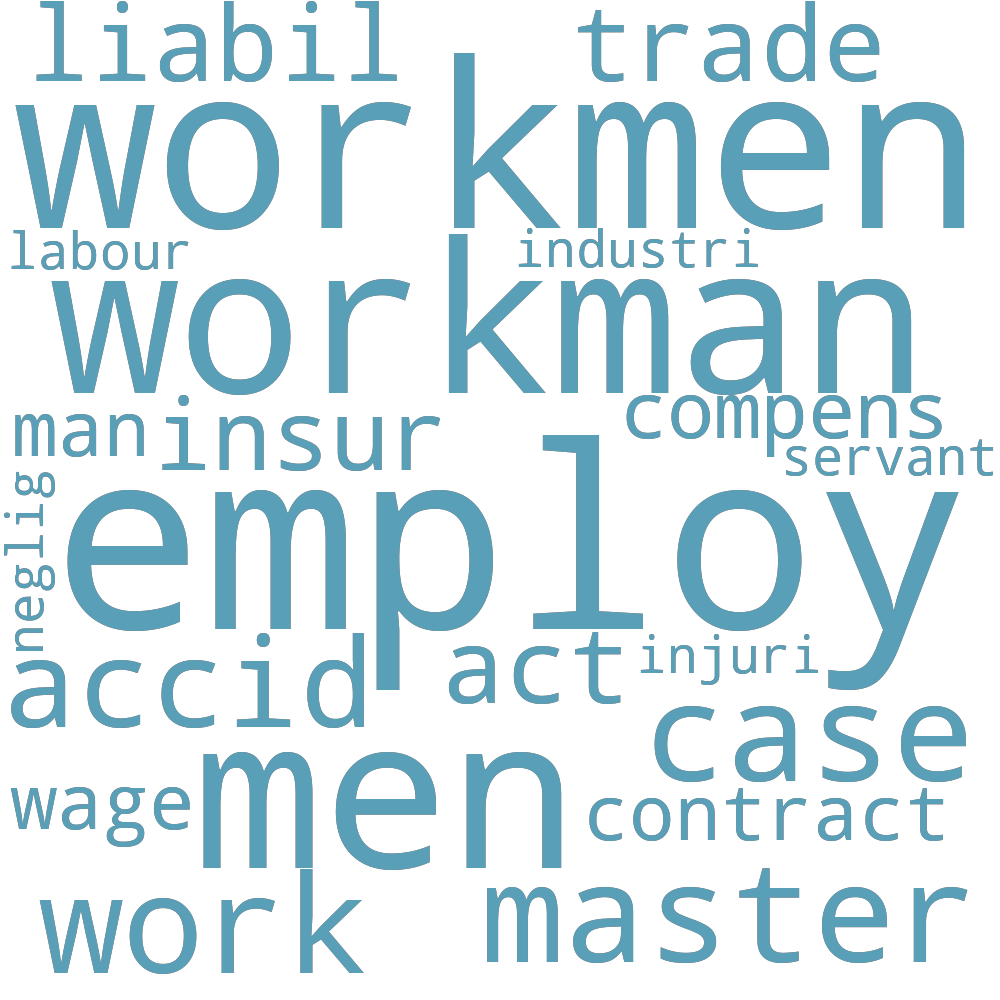 liabil trade
workmen
labour industri
workman
man insur compens
servant
neglig employ
accid act injuri
case
wage men contract
work master